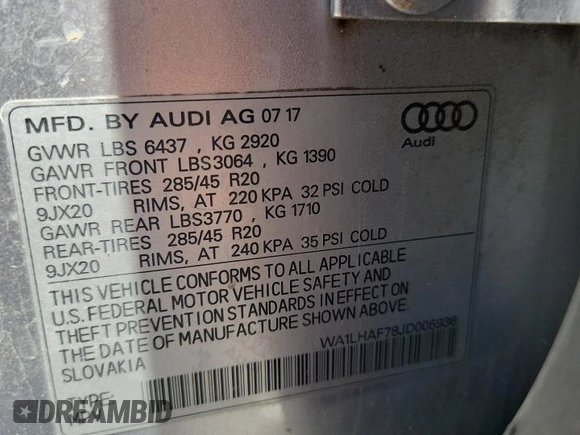 MFD. BY AUDI AG 07 17
GVWR LBS 6437 , KG 2920
GAWR FRONT LBS3064 , KG 1390
FRONT-TIRES 285/45 R20
9JX20 RIMS, AT 220 KPA 32 PSI COLD
GAWR REAR LBS3770 , KG 1710
REAR-TIRES 285/45 R20
9JX20 RIMS, AT 240 KPA 35 PSI COLD
Audi
THIS VEHICLE CONFORMS TO ALL APPLICABLE
U.S. FEDERAL MOTOR VEHICLE SAFETY AND
THEFT PREVENTION STANDARDS IN EFFECT ON
THE DATE OF MANUFACTURE SHOWN ABOVE.
SLOVAKIA
WA1LHAF78JD005936
TYPE:
DREAMBID